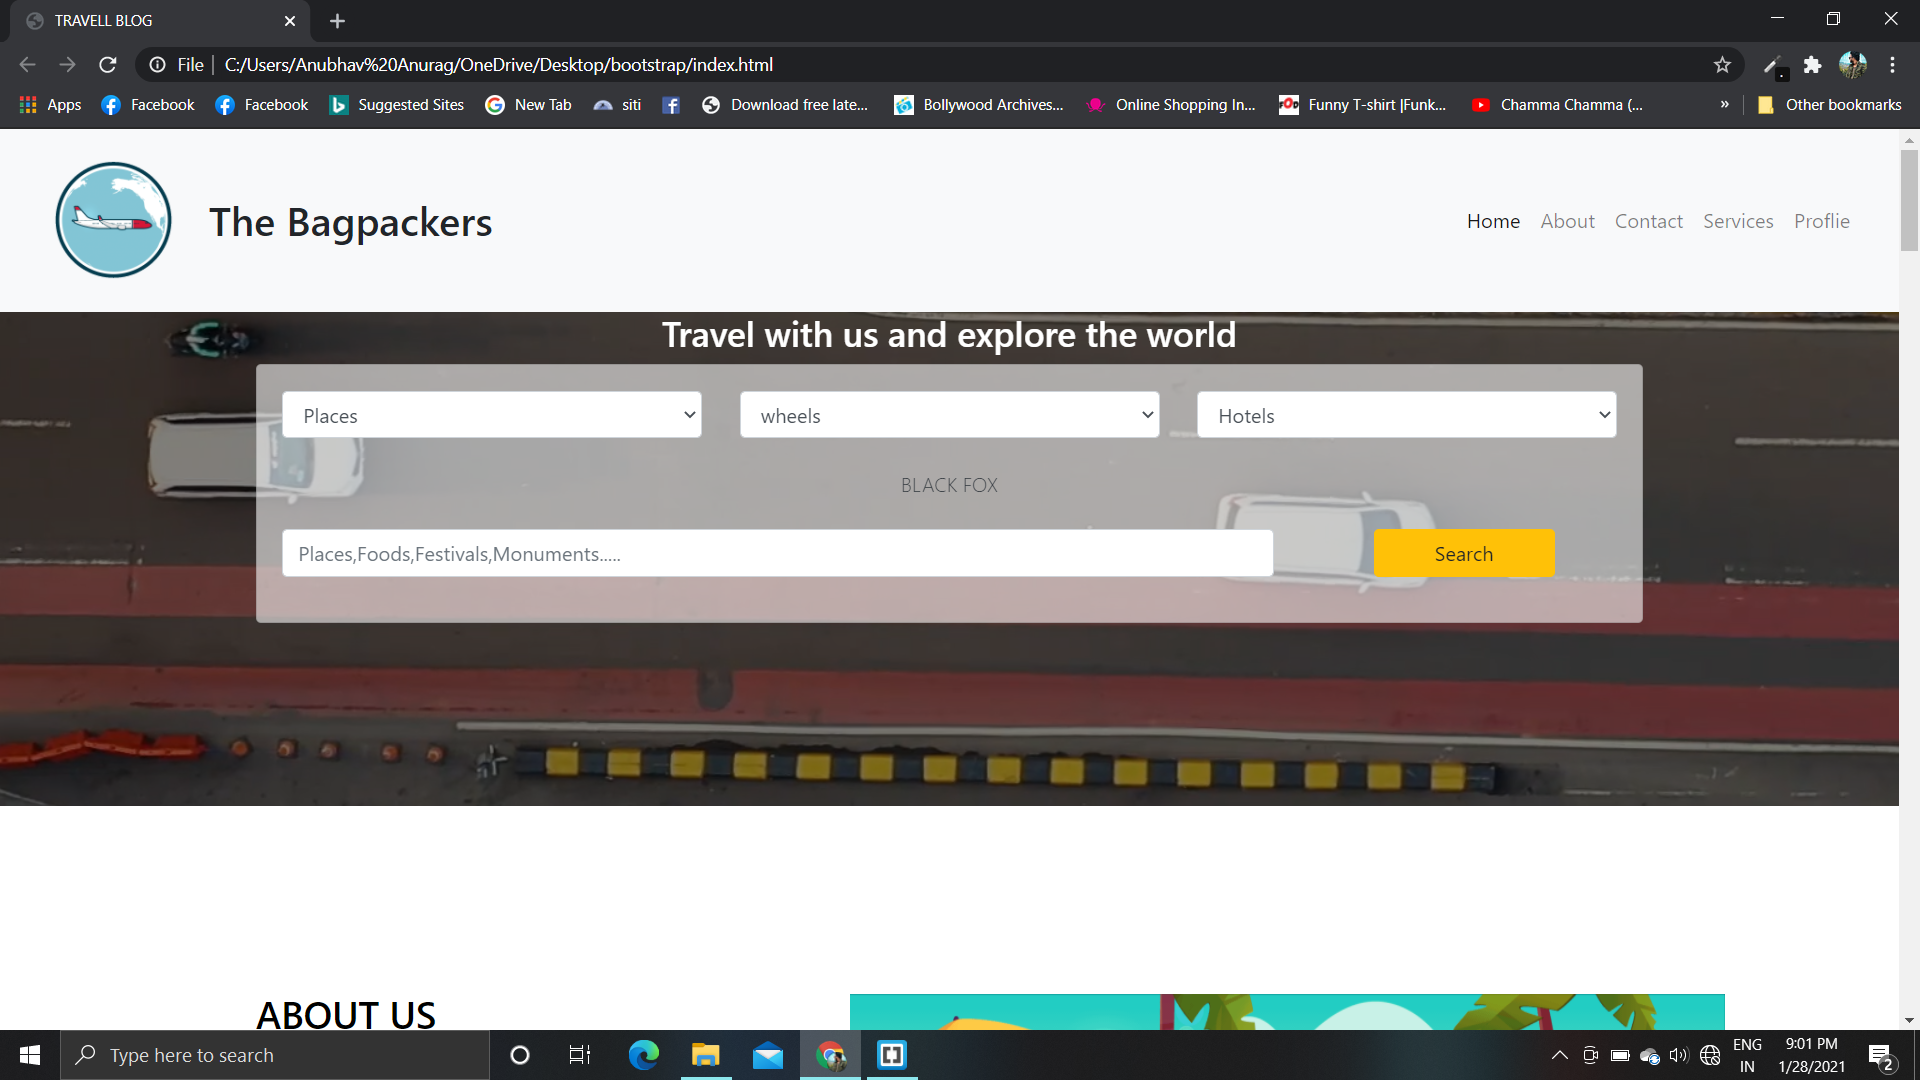 TRAVELL BLOG
File | C:/Users/Anubhav%20Anurag/OneDrive/Desktop/bootstrap/index.html
Apps Facebook Facebook Suggested Sites New Tab siti Download free late... Bollywood Archives... Online Shopping In... FOD Funny T-shirt |Funk... Chamma Chamma (... » Other bookmarks
The Bagpackers
Home About Contact Services Proflie
Travel with us and explore the world
Places wheels Hotels
BLACK FOX
Places,Foods,Festivals,Monuments..... Search
ABOUT US
Type here to search
ENG
IN
9:01 PM
1/28/2021
2